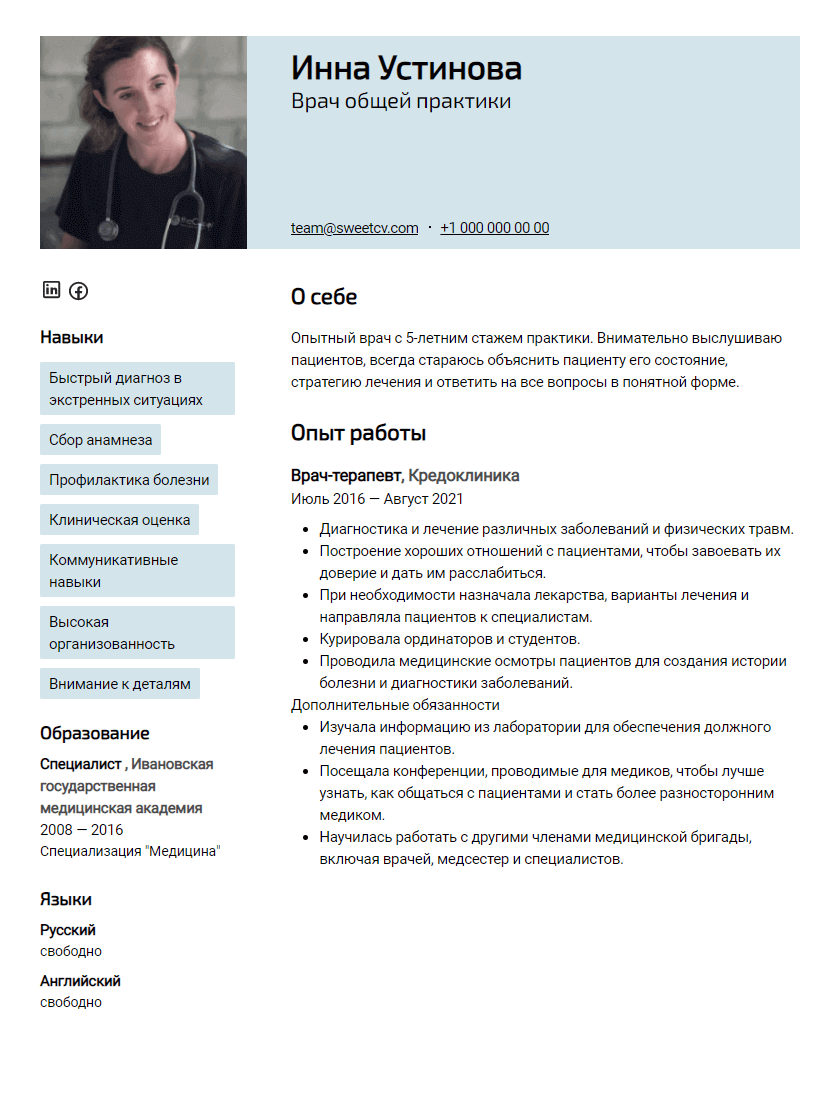 Инна Устинова
Врач общей практики
team@sweetcv.com · +1 000 000 00 00
Навыки
Быстрый диагноз в
экстренных ситуациях
Сбор анамнеза
Профилактика болезни
Клиническая оценка
Коммуникативные
навыки
Высокая
организованность
Внимание к деталям
Образование
Специалист , Ивановская
государственная
медицинская академия
2008 — 2016
Специализация "Медицина"
Языки
Русский
свободно
Английский
свободно
О себе
Опытный врач с 5-летним стажем практики. Внимательно выслушиваю
пациентов, всегда стараюсь объяснить пациенту его состояние,
стратегию лечения и ответить на все вопросы в понятной форме.
Опыт работы
Врач-терапевт, Кредоклиника
Июль 2016 — Август 2021
• Диагностика и лечение различных заболеваний и физических травм.
• Построение хороших отношений с пациентами, чтобы завоевать их
доверие и дать им расслабиться.
• При необходимости назначала лекарства, варианты лечения и
направляла пациентов к специалистам.
• Курировала ординаторов и студентов.
• Проводила медицинские осмотры пациентов для создания истории
болезни и диагностики заболеваний.
Дополнительные обязанности
• Изучала информацию из лаборатории для обеспечения должного
лечения пациентов.
• Посещала конференции, проводимые для медиков, чтобы лучше
узнать, как общаться с пациентами и стать более разносторонним
медиком.
• Научилась работать с другими членами медицинской бригады,
включая врачей, медсестер и специалистов.